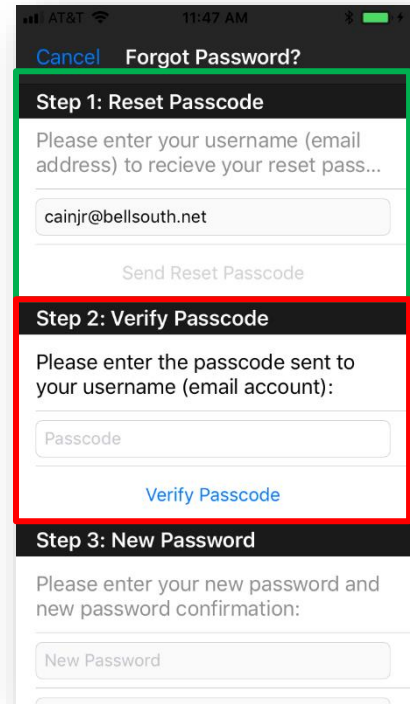 AT&T 11:47 AM
Cancel Forgot Password?
Step 1: Reset Passcode
Please enter your username (email
address) to recieve your reset pass...
cainjr@bellsouth.net
Send Reset Passcode
Step 2: Verify Passcode
Please enter the passcode sent to
your username (email account):
Passcode
Verify Passcode
Step 3: New Password
Please enter your new password and
new password confirmation:
New Password